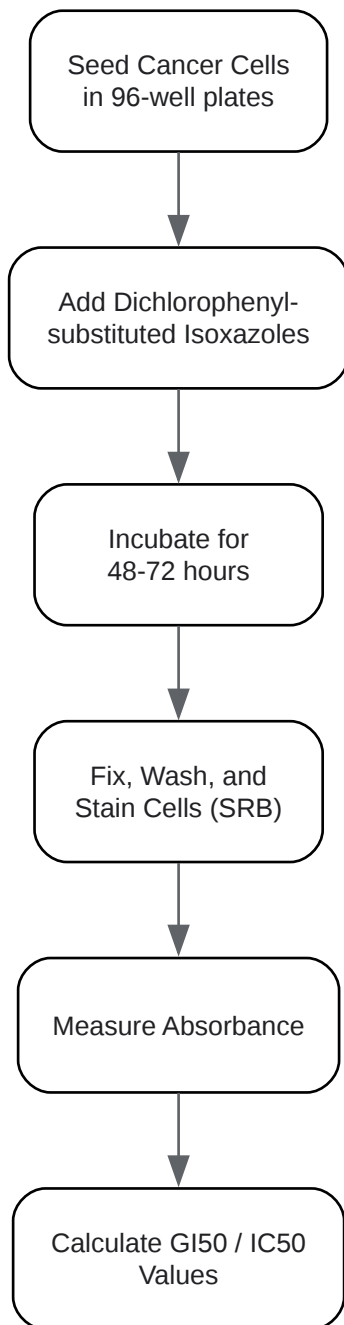 Seed Cancer Cells
in 96-well plates
Add Dichlorophenyl-
substituted Isoxazoles
Incubate for
48-72 hours
Fix, Wash, and
Stain Cells (SRB)
Measure Absorbance
Calculate GI50 / IC50
Values